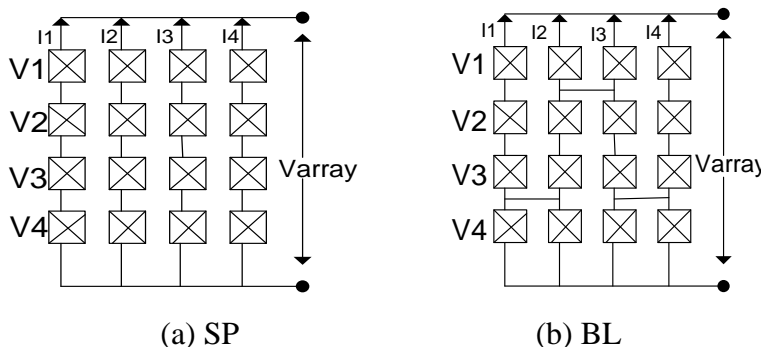 I1 I2 I3 I4
V1
V2
V3
V4
Varray
(a) SP
I1 I2 I3 I4
V1
V2
V3
V4
Varray
(b) BL